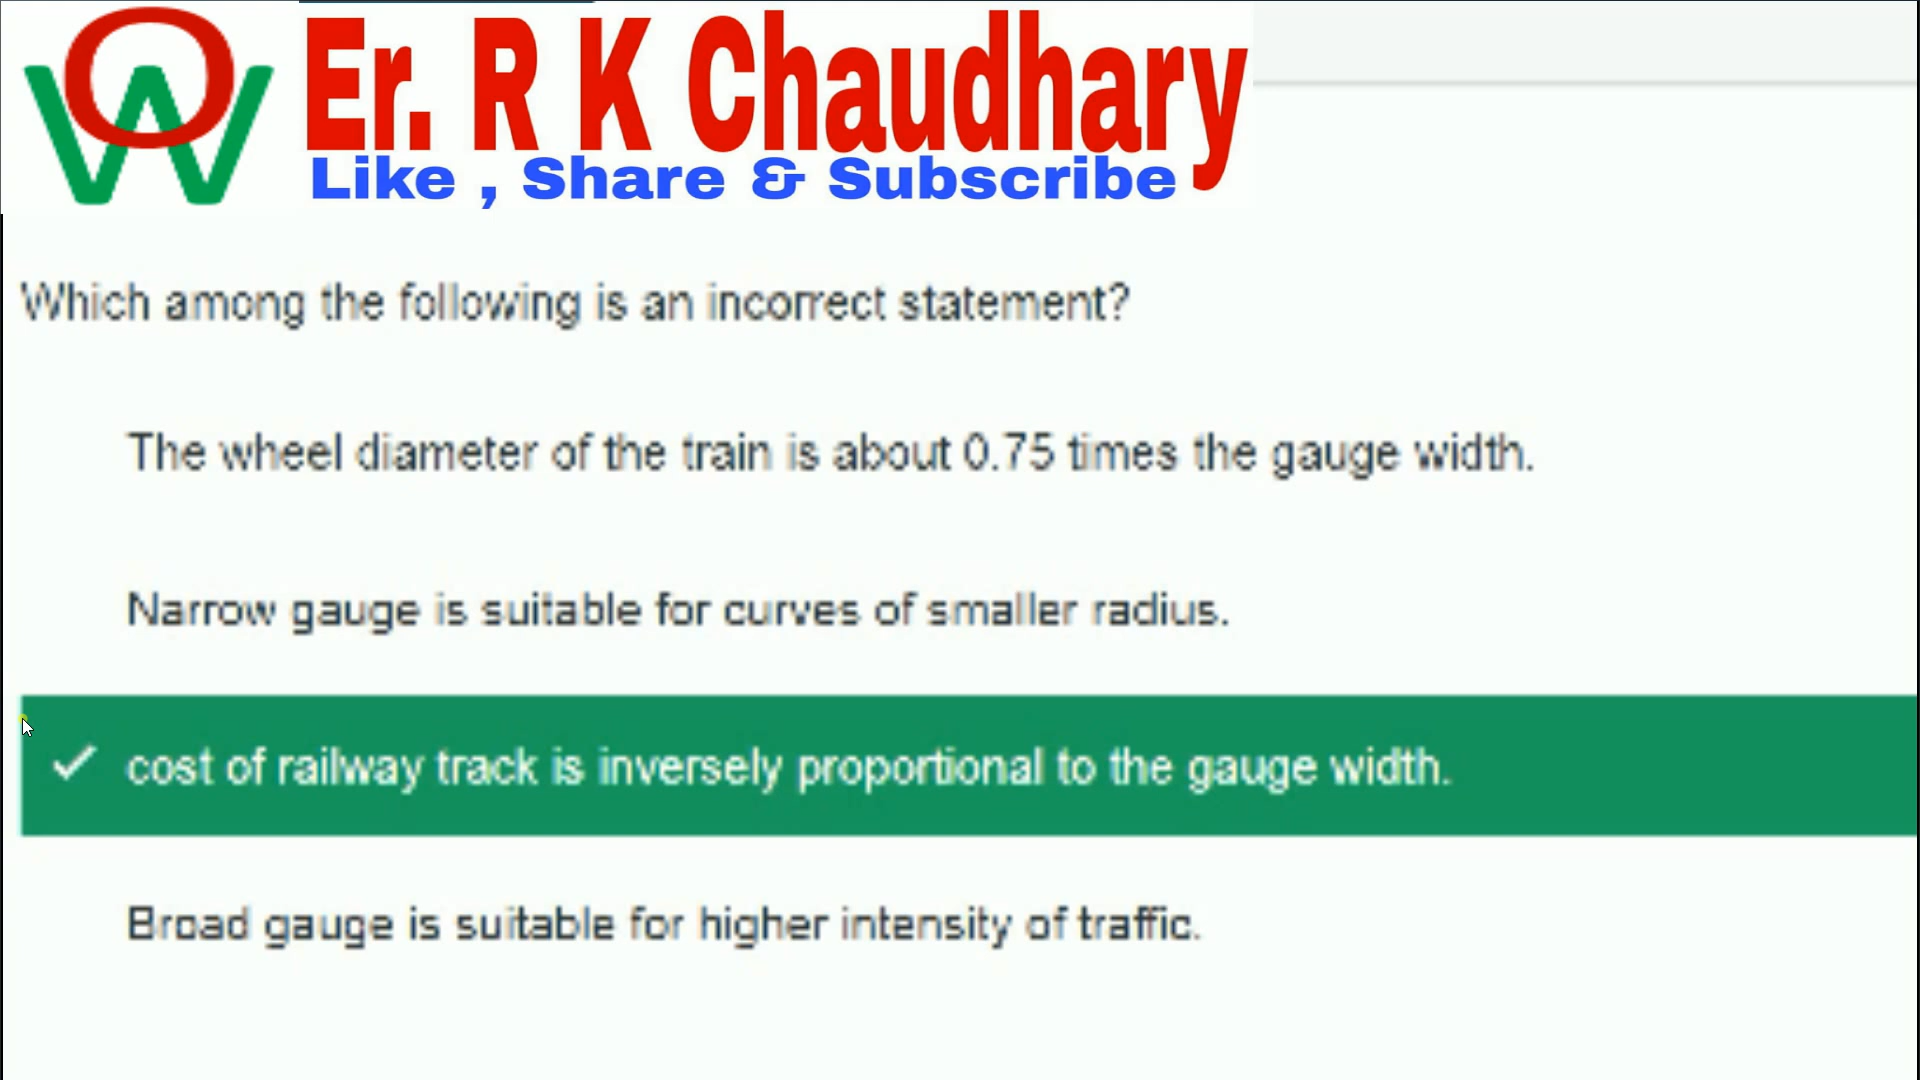 OW
Er. R K Chaudhary
Like , Share & Subscribe
Which among the following is an incorrect statement?
The wheel diameter of the train is about 0.75 times the gauge width.
Narrow gauge is suitable for curves of smaller radius.
cost of railway track is inversely proportional to the gauge width.
Broad gauge is suitable for higher intensity of traffic.